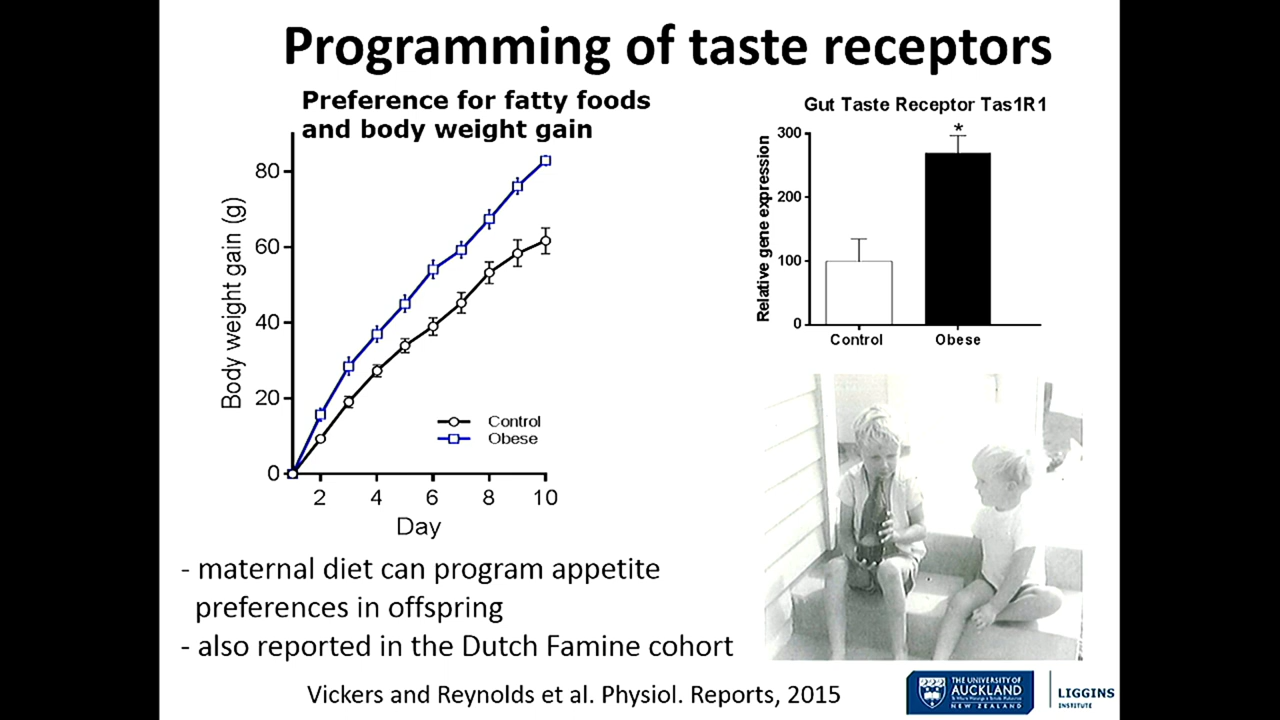 Programming of taste receptors
Preference for fatty foods
and body weight gain
Body weight gain (g)
80
60
40
20
0
2 4 6 8 10
Day
Control
Obese
Gut Taste Receptor Tas1R1
Relative gene expression
300
200
100
0
*
Control Obese
- maternal diet can program appetite
preferences in offspring
- also reported in the Dutch Famine cohort
Vickers and Reynolds et al. Physiol. Reports, 2015
THE UNIVERSITY OF
AUCKLAND
NEW ZEALAND
LIGGINS
INSTITUTE